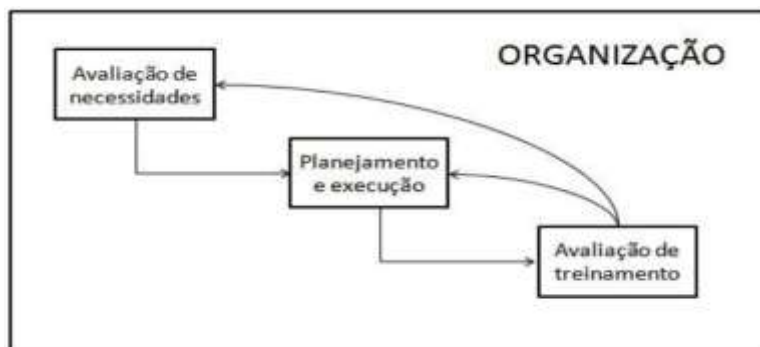 ORGANIZAÇÃO
Avaliação de
necessidades
Planejamento
e execução
Avaliação de
treinamento